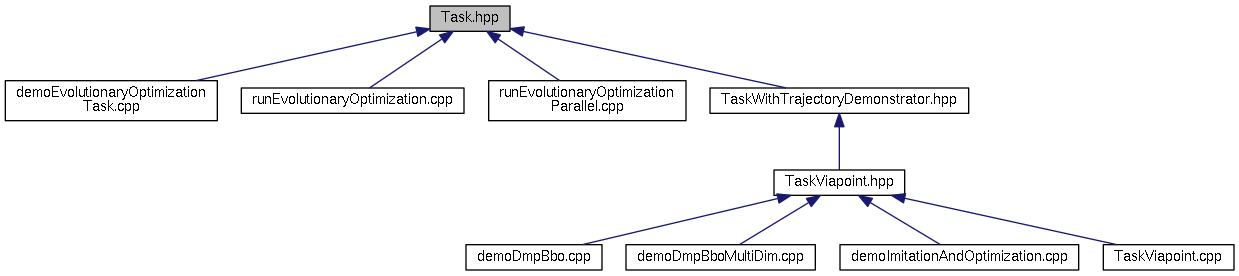 Task.hpp
demoEvolutionaryOptimization
Task.cpp
runEvolutionaryOptimization.cpp
runEvolutionaryOptimization
Parallel.cpp
TaskWithTrajectoryDemonstrator.hpp
TaskViapoint.hpp
demoDmpBbo.cpp
demoDmpBboMultiDim.cpp
demoImitationAndOptimization.cpp
TaskViapoint.cpp